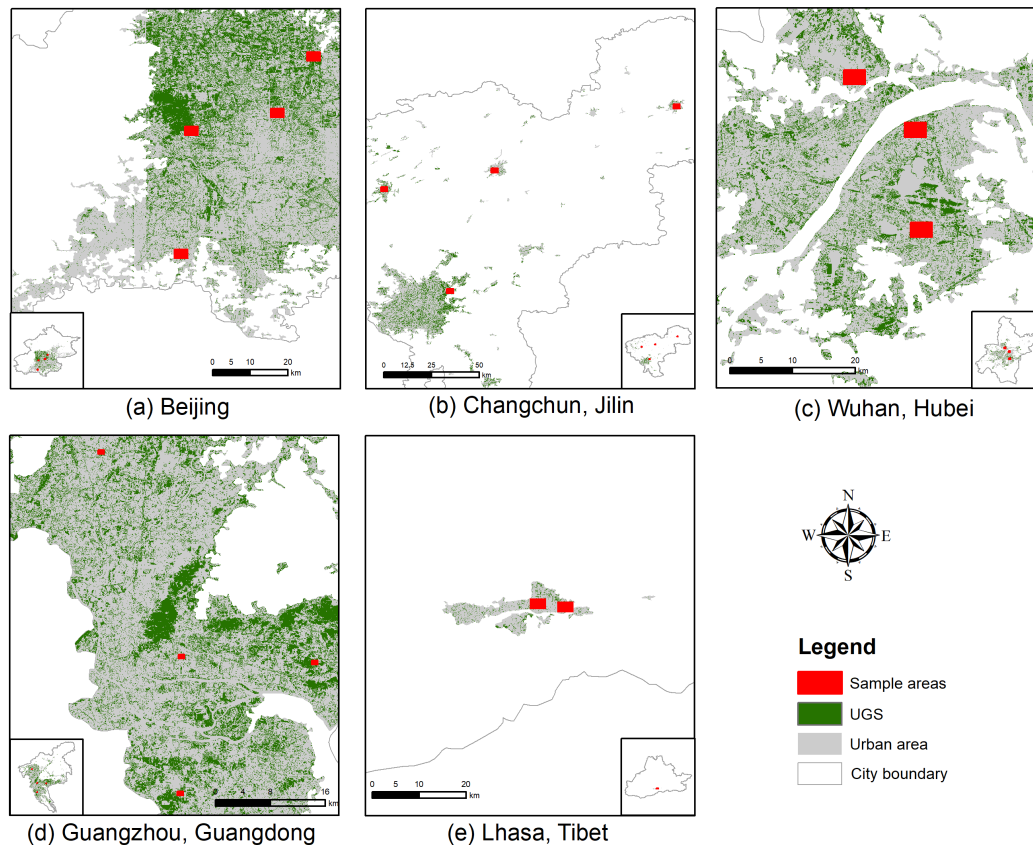 0 5 10 20
km
(a) Beijing
0 12.5 25 50
km
(b) Changchun, Jilin
0 5 10 20
km
(c) Wuhan, Hubei
0 4 8 16
km
(d) Guangzhou, Guangdong
0 5 10 20
km
(e) Lhasa, Tibet
N
W E
S
Legend
Sample areas
UGS
Urban area
City boundary